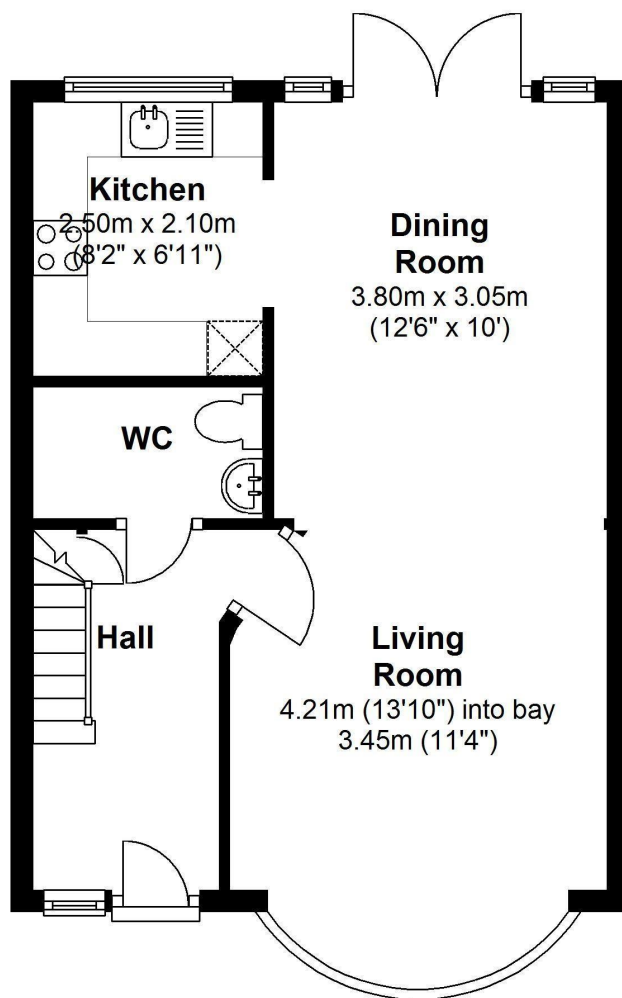 Kitchen
2.50m x 2.10m
(8'2" x 6'11")
Dining
Room
3.80m x 3.05m
(12'6" x 10')
WC
Hall
Living
Room
4.21m (13'10") into bay
3.45m (11'4")